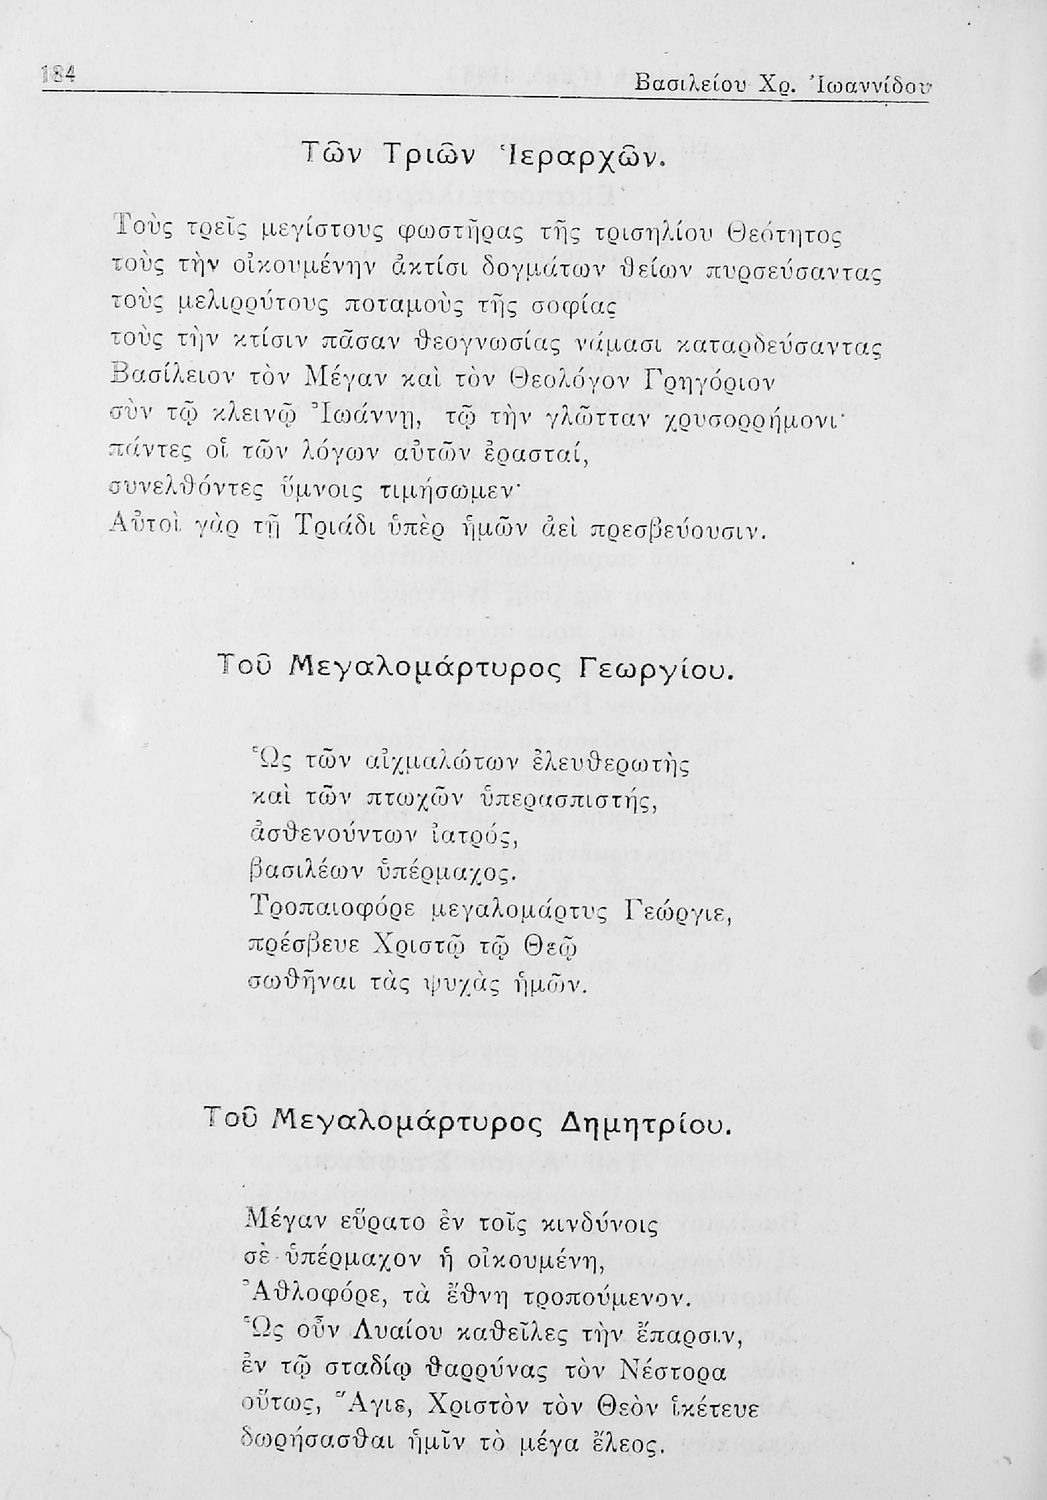 184
Βασιλείου Χρ. Ἰωαννίδου
Τῶν Τριῶν Ἱεραρχῶν.
Τοὺς τρεῖς μεγίστους φωστῆρας τῆς τρισηλίου Θεότητος
τοὺς τὴν οἰκουμένην ἀκτίσι δογμάτων θείων πυρσεύσαντας
τοὺς μελιρρύτους ποταμοὺς τῆς σοφίας
τοὺς τὴν κτίσιν πᾶσαν θεογνωσίας νάμασι καταρδεύσαντας
Βασίλειον τὸν Μέγαν καὶ τὸν Θεολόγον Γρηγόριον
σὺν τῷ κλεινῷ Ἰωάννῃ, τῷ τὴν γλῶτταν χρυσορρήμονι·
πάντες οἱ τῶν λόγων αὐτῶν ἐρασταί,
συνελθόντες ὕμνοις τιμήσωμεν·
Αὐτοὶ γὰρ τῇ Τριάδι ὑπὲρ ἡμῶν ἀεὶ πρεσβεύουσιν.
Τοῦ Μεγαλομάρτυρος Γεωργίου.
Ὡς τῶν αἰχμαλώτων ἐλευθερωτὴς
καὶ τῶν πτωχῶν ὑπερασπιστής,
ἀσθενούντων ἰατρός,
βασιλέων ὑπέρμαχος.
Τροπαιοφόρε μεγαλομάρτυς Γεώργιε,
πρέσβευε Χριστῷ τῷ Θεῷ
σωθῆναι τὰς ψυχὰς ἡμῶν.
Τοῦ Μεγαλομάρτυρος Δημητρίου.
Μέγαν εὕρατο ἐν τοῖς κινδύνοις
σὲ ὑπέρμαχον ἡ οἰκουμένη,
Ἀθλοφόρε, τὰ ἔθνη τροπούμενον.
Ὡς οὖν Λυαίου καθεῖλες τὴν ἔπαρσιν,
ἐν τῷ σταδίῳ θαρρύνας τὸν Νέστορα
οὕτως, Ἅγιε, Χριστὸν τὸν Θεὸν ἱκέτευε
δωρήσασθαι ἡμῖν τὸ μέγα ἔλεος.